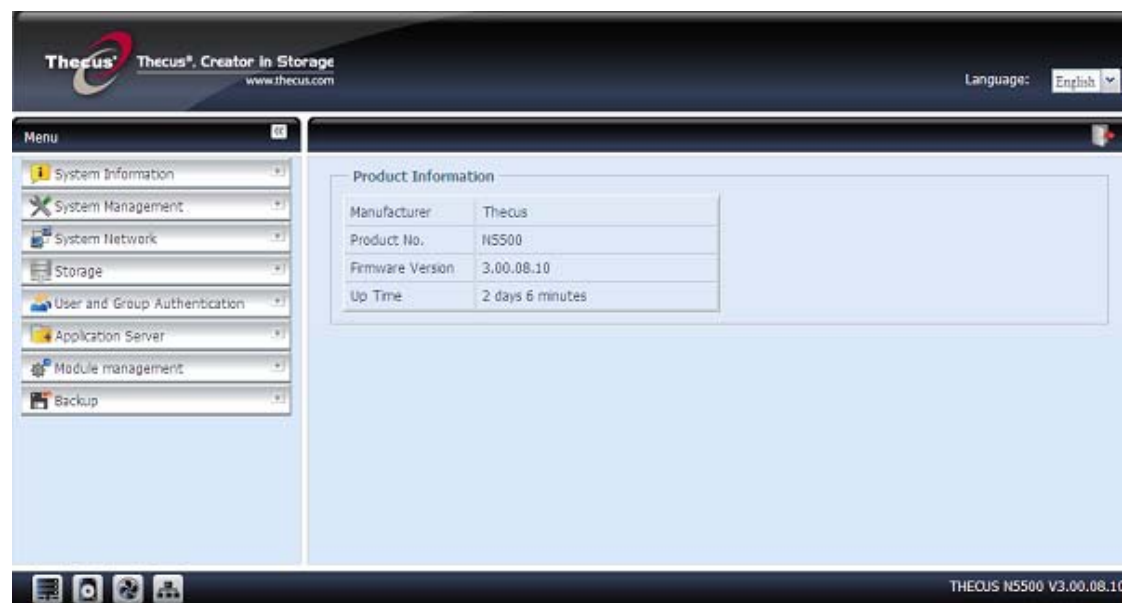 Thecus® Thecus®, Creator in Storage
www.thecus.com
Language: English
Menu
System Information
System Management
System Network
Storage
User and Group Authentication
Application Server
Module management
Backup
Product Information
Manufacturer Thecus
Product No. N5500
Firmware Version 3.00.08.10
Up Time 2 days 6 minutes
THECUS N5500 V3.00.08.10